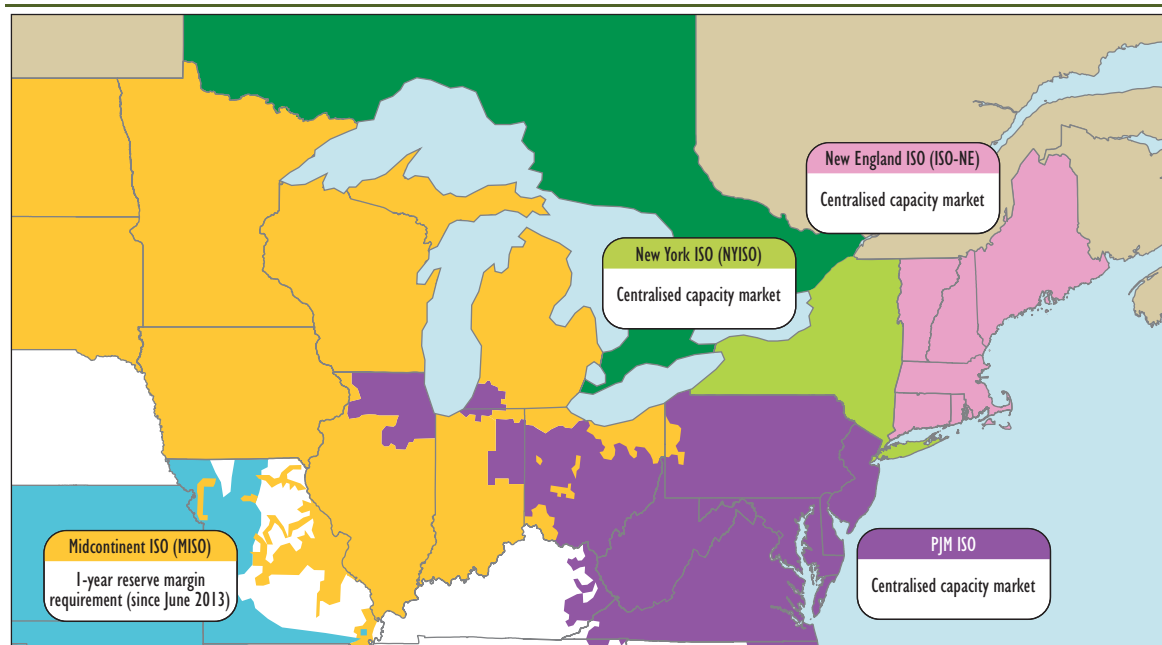 New England ISO (ISO-NE)
Centralised capacity market
New York ISO (NYISO)
Centralised capacity market
Midcontinent ISO (MISO)
1-year reserve margin
requirement (since June 2013)
PJM ISO
Centralised capacity market